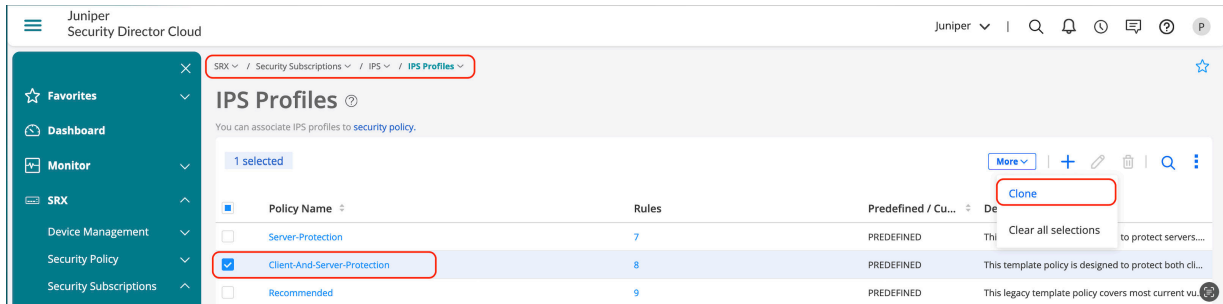 Juniper
Security Director Cloud
Juniper
P
SRX / Security Subscriptions / IPS / IPS Profiles
Favorites
Dashboard
Monitor
SRX
Device Management
Security Policy
Security Subscriptions
IPS Profiles
You can associate IPS profiles to security policy.
1 selected
More
Clone
Clear all selections
Policy Name Rules Predefined / Cu... De
Server-Protection 7 PREDEFINED Thi to protect servers....
Client-And-Server-Protection 8 PREDEFINED This template policy is designed to protect both cli...
Recommended 9 PREDEFINED This legacy template policy covers most current vu...